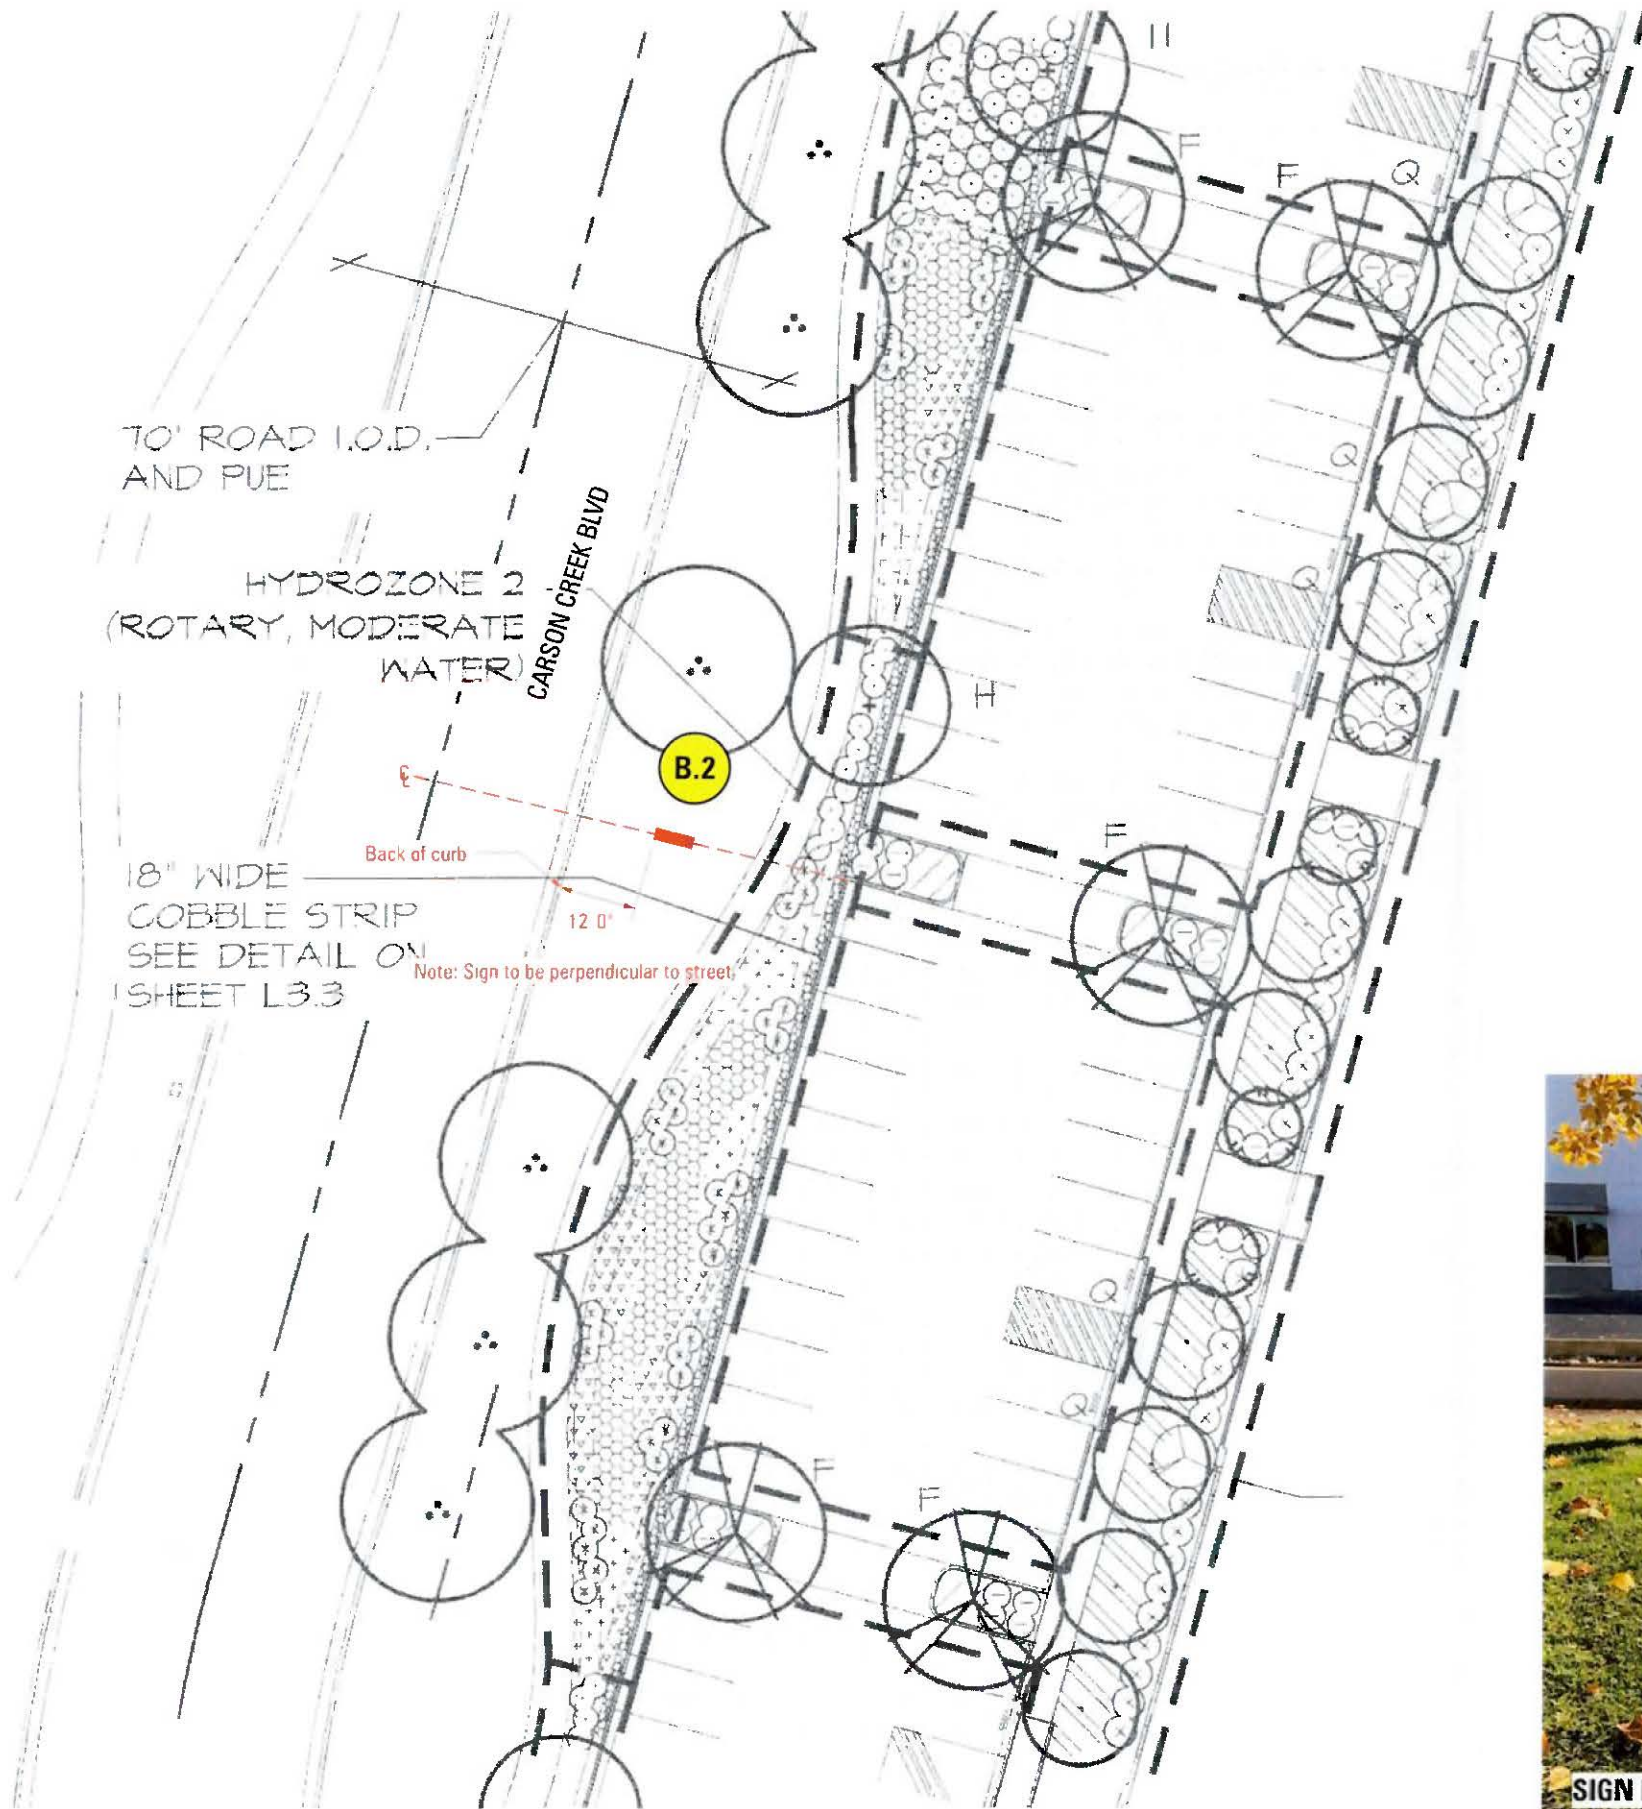 H
F
F
Q
70' ROAD I.O.D.
AND PUE
Q
CARSON CREEK BLVD
HYDROZONE 2
(ROTARY, MODERATE
WATER)
Q
H
B.2
℄
F
Back of curb
18" WIDE
COBBLE STRIP
SEE DETAIL ON
SHEET L3.3
12'0"
Note: Sign to be perpendicular to street
Q
Q
F
F
SIGN